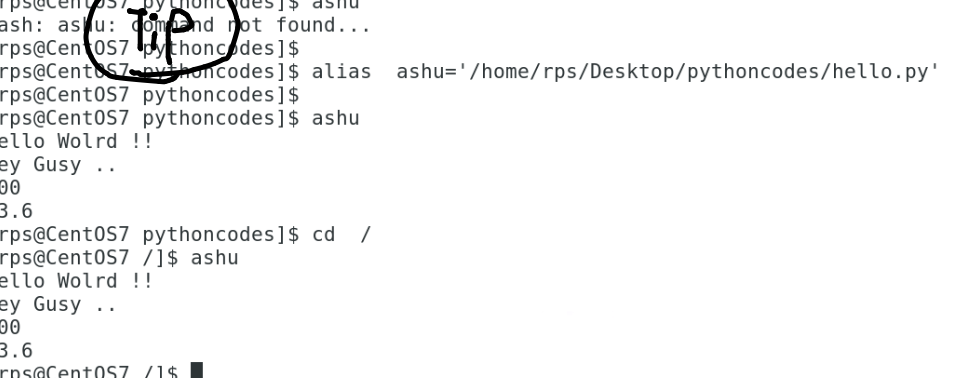 rps@CentOS7 pythoncodes]$ ashu
ash: ashu: command not found...
TiP
rps@CentOS7 pythoncodes]$
rps@CentOS7 pythoncodes]$ alias  ashu='/home/rps/Desktop/pythoncodes/hello.py'
rps@CentOS7 pythoncodes]$
rps@CentOS7 pythoncodes]$ ashu
ello Wolrd !!
ey Gusy ..
00
3.6
rps@CentOS7 pythoncodes]$ cd  /
rps@CentOS7 /]$ ashu
ello Wolrd !!
ey Gusy ..
00
3.6
rps@CentOS7 /]$